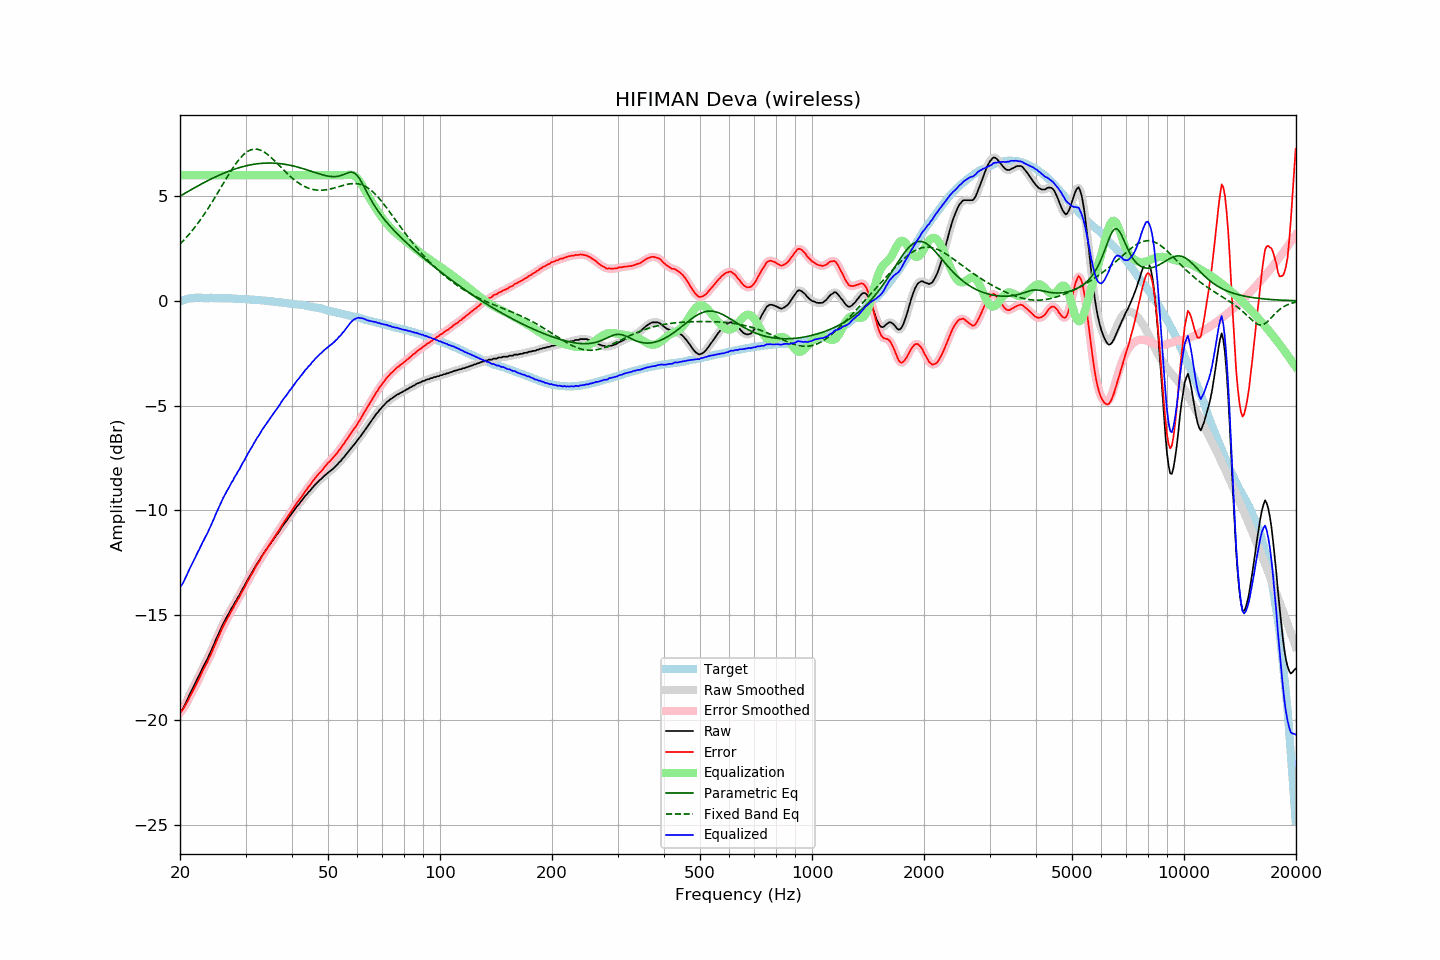 HIFIMAN Deva (wireless)
5
0
−5
−10
−15
−20
−25
Amplitude (dBr)
Target
Raw Smoothed
Error Smoothed
Raw
Error
Equalization
Parametric Eq
Fixed Band Eq
Equalized
20 50 100 200 500 1000 2000 5000 10000 20000
Frequency (Hz)